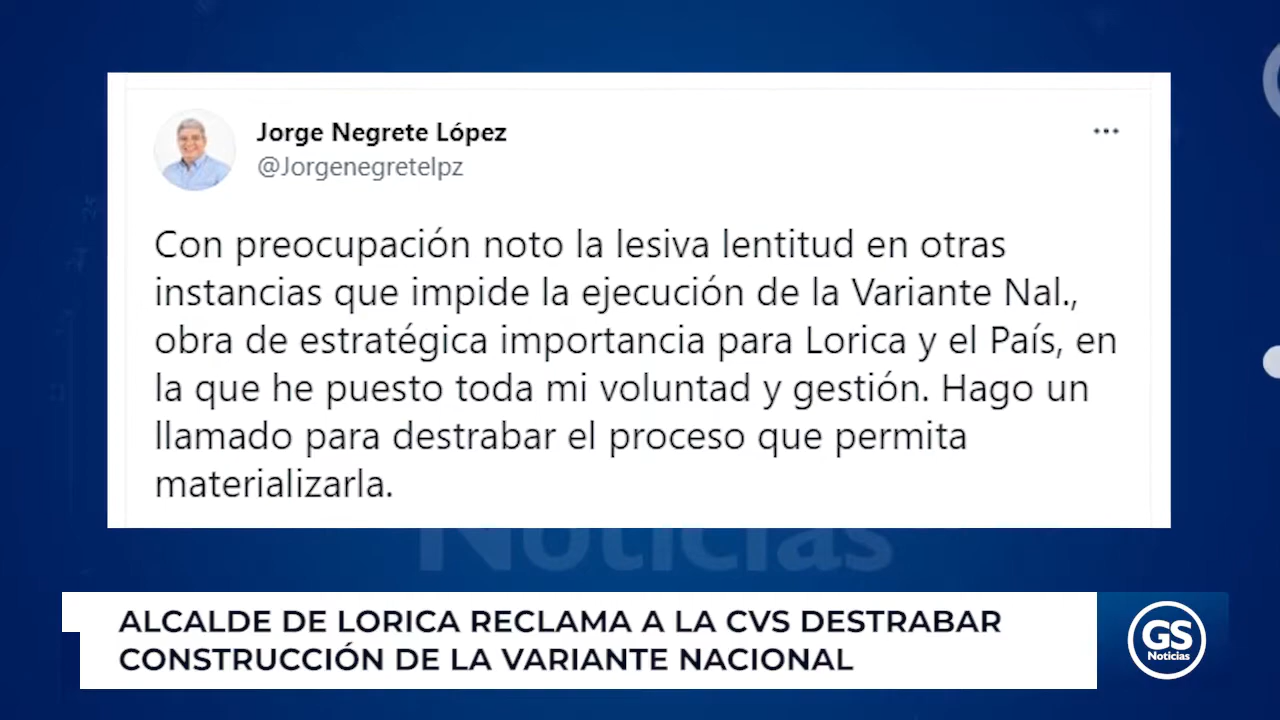 Jorge Negrete López
@Jorgenegretelpz
Con preocupación noto la lesiva lentitud en otras
instancias que impide la ejecución de la Variante Nal.,
obra de estratégica importancia para Lorica y el País, en
la que he puesto toda mi voluntad y gestión. Hago un
llamado para destrabar el proceso que permita
materializarla.
Noticias
ALCALDE DE LORICA RECLAMA A LA CVS DESTRABAR
CONSTRUCCIÓN DE LA VARIANTE NACIONAL
GS
Noticias